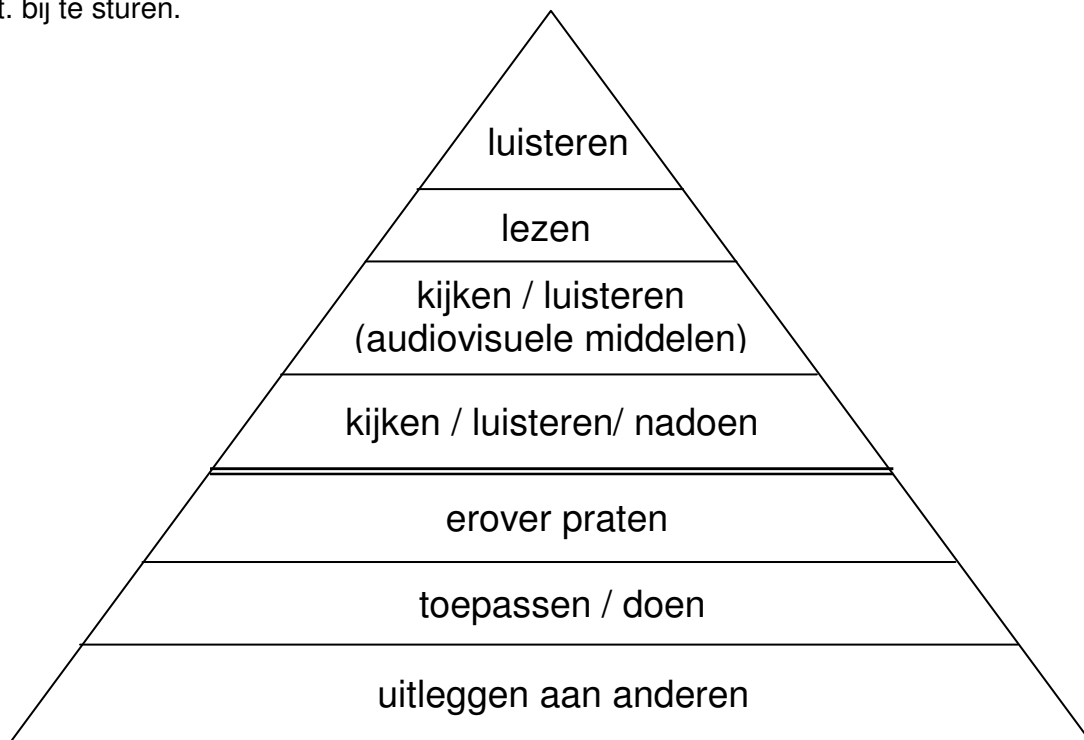 t. bij te sturen.
luisteren
lezen
kijken / luisteren
(audiovisuele middelen)
kijken / luisteren/ nadoen
erover praten
toepassen / doen
uitleggen aan anderen